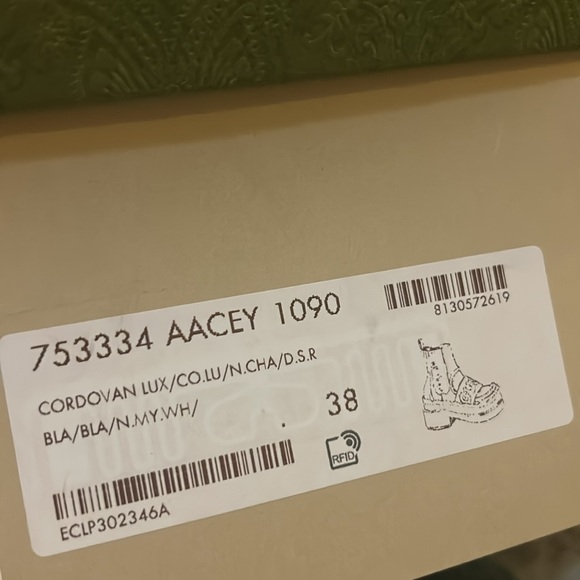 753334 AACEY 1090
8130572619
CORDOVAN LUX/CO.LU/N.CHA/D.S.R
BLA/BLA/N.MY.WH/
38
RFID
ECLP302346A